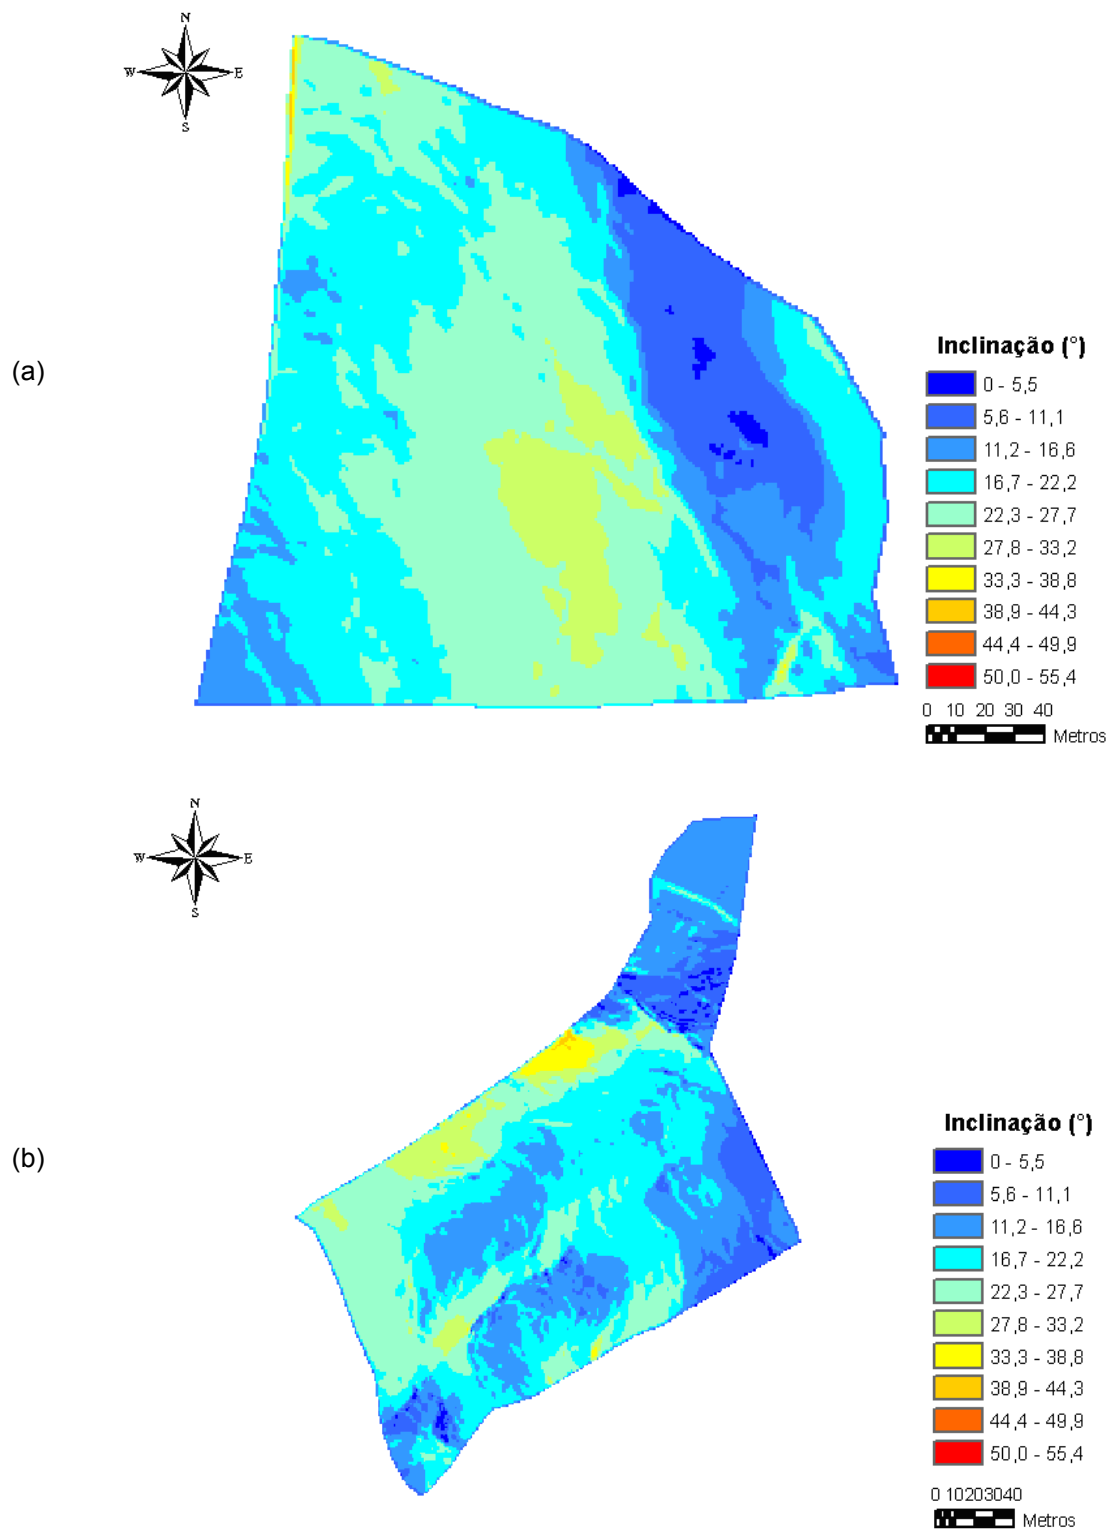 N
W E
S
(a)
Inclinação (°)
0 - 5,5
5,6 - 11,1
11,2 - 16,6
16,7 - 22,2
22,3 - 27,7
27,8 - 33,2
33,3 - 38,8
38,9 - 44,3
44,4 - 49,9
50,0 - 55,4
0 10 20 30 40
Metros
N
W E
S
(b)
Inclinação (°)
0 - 5,5
5,6 - 11,1
11,2 - 16,6
16,7 - 22,2
22,3 - 27,7
27,8 - 33,2
33,3 - 38,8
38,9 - 44,3
44,4 - 49,9
50,0 - 55,4
0 10203040
Metros